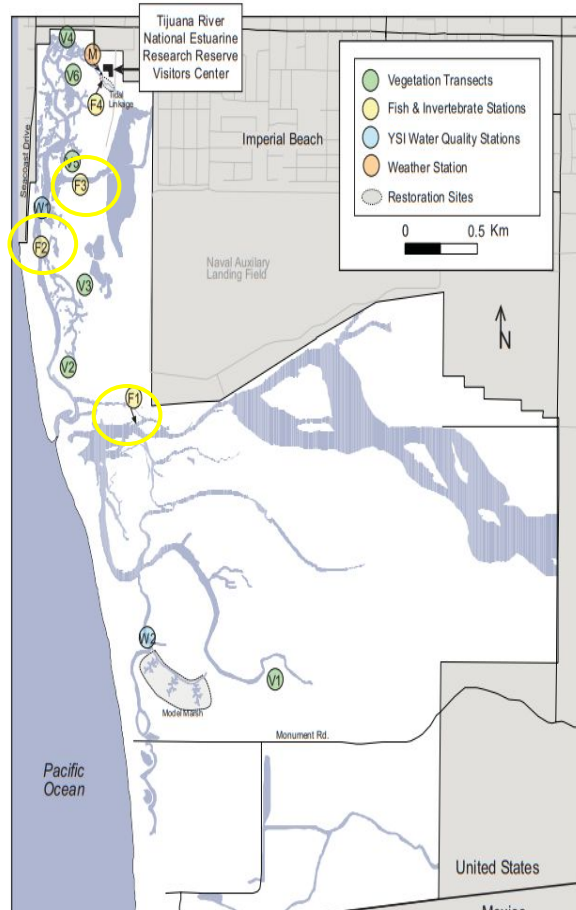 Tijuana River
National Estuarine
Research Reserve
Visitors Center
V4
M
V6
F4
Tidal
Linkage
Seacoast Drive
V5
F3
W1
F2
V3
V2
F1
Imperial Beach
Naval Auxilary
Landing Field
Vegetation Transects
Fish & Invertebrate Stations
YSI Water Quality Stations
Weather Station
Restoration Sites
0 0.5 Km
N
W2
V1
Model Marsh
Monument Rd.
Pacific
Ocean
United States
Mexico